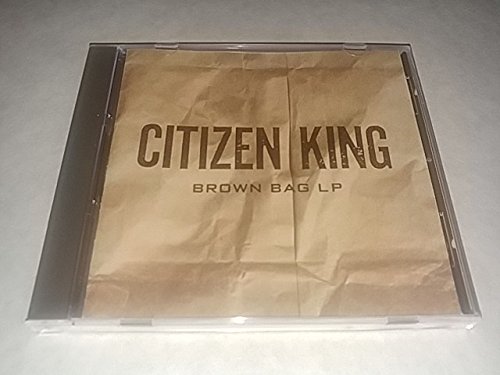 CITIZEN KING
BROWN BAG LP